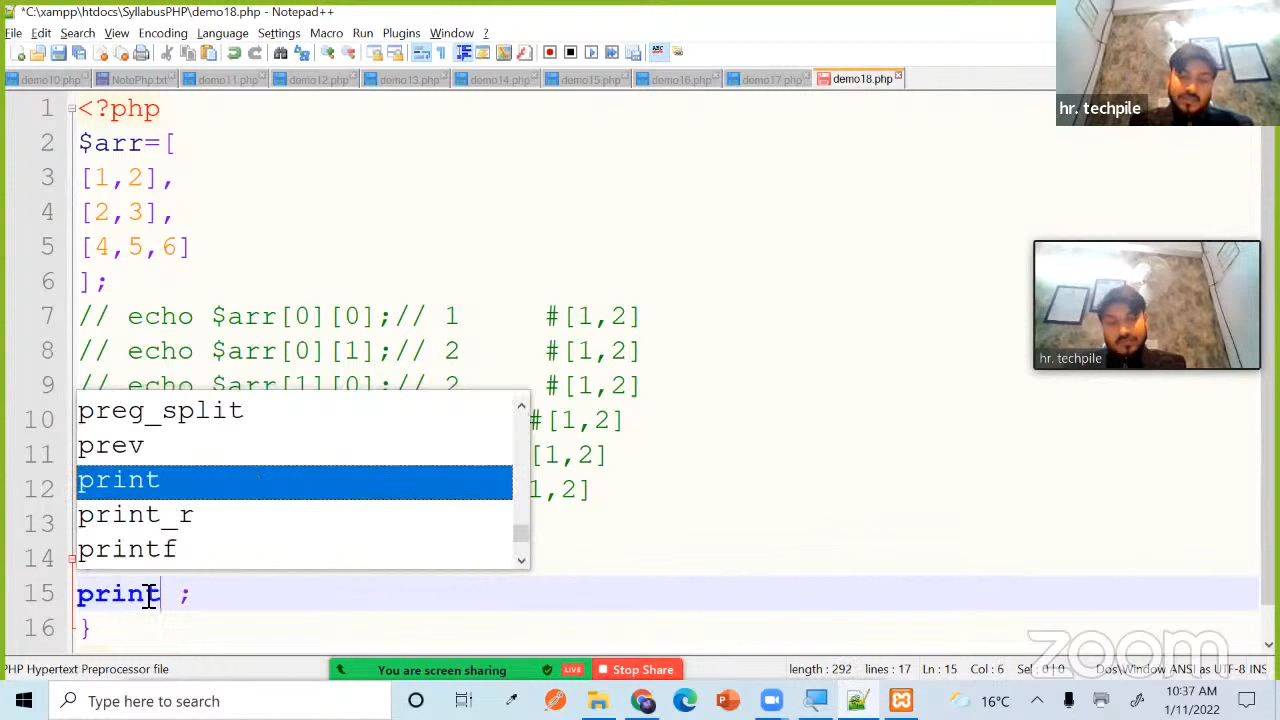 *C:\xampp\htdocs\SyllabusPHP\demo18.php - Notepad++
File Edit Search View Encoding Language Settings Macro Run Plugins Window ?
demo10.php NotePhp.txt demo11.php demo12.php demo13.php demo14.php demo15.php demo16.php demo17.php demo18.php
hr. techpile
1 <?php
2 $arr=[
3 [1,2],
4 [2,3],
5 [4,5,6]
6 ];
7 // echo $arr[0][0];// 1 #[1,2]
8 // echo $arr[0][1];// 2 #[1,2]
9 // echo $arr[1][0];// 2 #[1,2]
hr. techpile
preg_split
prev
print
print_r
printf
10 #[1,2]
11 [1,2]
12 1,2]
13
14
15 print ;
16 }
zoom
PHP Hypertext Preprocessor file
You are screen sharing LIVE Stop Share
length : 292 lines : 17 Ln : 15 Sel : 0 | 0 Dos\Windows ANSI as UTF-8 INS
Type here to search
16°C
10:37 AM
1/11/2022